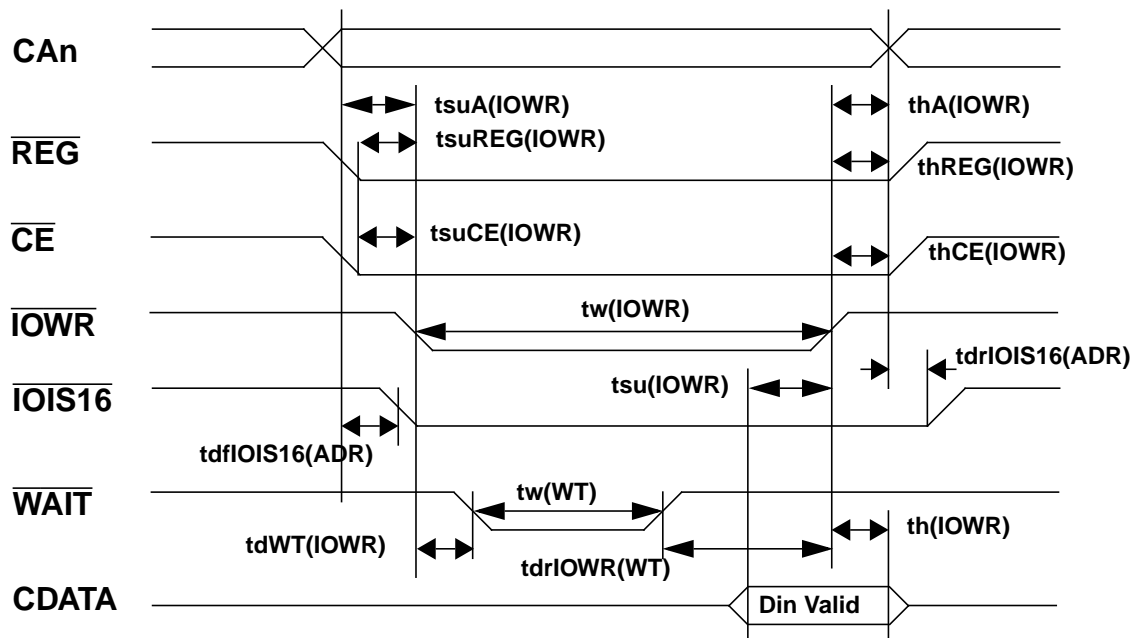 CAn
tsuA(IOWR)
thA(IOWR)
REG
tsuREG(IOWR)
thREG(IOWR)
CE
tsuCE(IOWR)
thCE(IOWR)
IOWR
tw(IOWR)
tdrIOIS16(ADR)
IOIS16
tsu(IOWR)
tdfIOIS16(ADR)
WAIT
tw(WT)
th(IOWR)
tdWT(IOWR)
tdrIOWR(WT)
CDATA
Din Valid